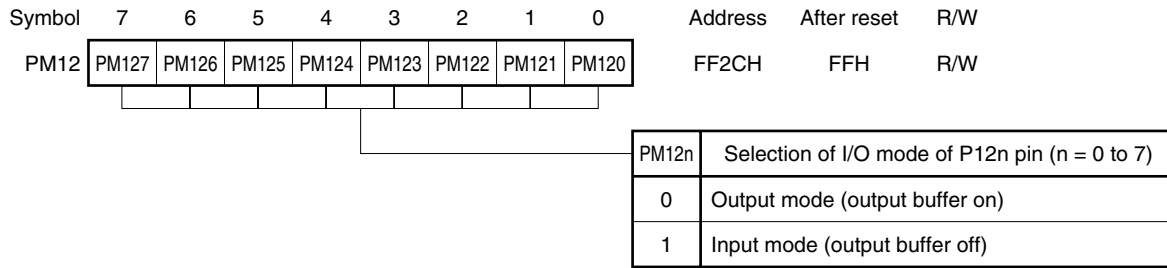 Symbol 7 6 5 4 3 2 1 0 Address After reset R/W
PM12 PM127 PM126 PM125 PM124 PM123 PM122 PM121 PM120 FF2CH FFH R/W
PM12n Selection of I/O mode of P12n pin (n = 0 to 7)
0 Output mode (output buffer on)
1 Input mode (output buffer off)